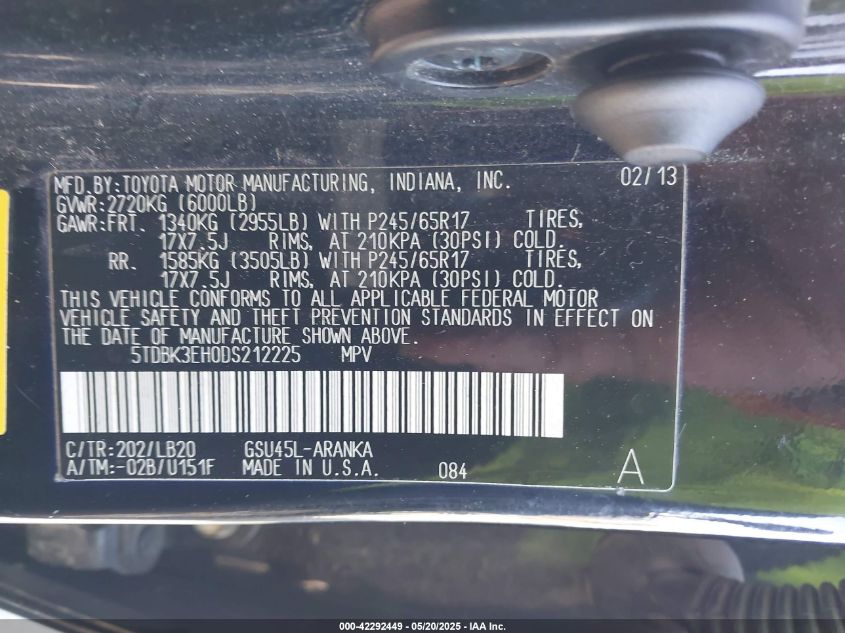 MFD.BY:TOYOTA MOTOR MANUFACTURING, INDIANA, INC. 02/13
GVWR:2720KG (6000LB)
GAWR:FRT. 1340KG (2955LB) WITH P245/65R17 TIRES,
17X7.5J RIMS, AT 210KPA (30PSI) COLD.
RR. 1585KG (3505LB) WITH P245/65R17 TIRES,
17X7.5J RIMS, AT 210KPA (30PSI) COLD.
THIS VEHICLE CONFORMS TO ALL APPLICABLE FEDERAL MOTOR
VEHICLE SAFETY AND THEFT PREVENTION STANDARDS IN EFFECT ON
THE DATE OF MANUFACTURE SHOWN ABOVE.
5TDBK3EH0DS212225 MPV
C/TR:202/LB20 GSU45L-ARANKA
A/TM:-02B/U151F MADE IN U.S.A. 084 A
000-42292449 - 05/20/2025 - IAA Inc.